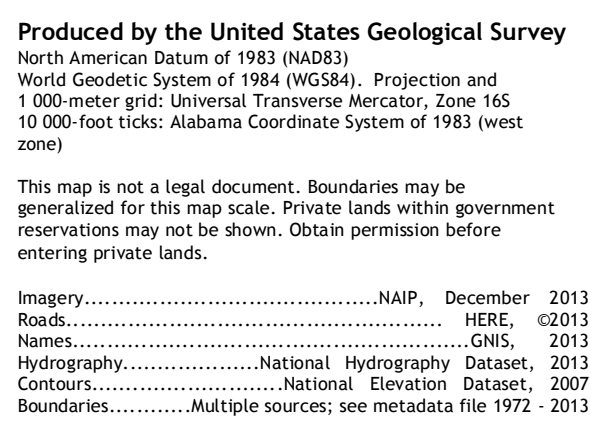 Produced by the United States Geological Survey
North American Datum of 1983 (NAD83)
World Geodetic System of 1984 (WGS84).  Projection and
1 000-meter grid: Universal Transverse Mercator, Zone 16S
10 000-foot ticks: Alabama Coordinate System of 1983 (west
zone)
This map is not a legal document. Boundaries may be
generalized for this map scale. Private lands within government
reservations may not be shown. Obtain permission before
entering private lands.
Imagery..........................................NAIP, December 2013
Roads...................................................... HERE, ©2013
Names.........................................................GNIS, 2013
Hydrography....................National Hydrography Dataset, 2013
Contours............................National Elevation Dataset, 2007
Boundaries............Multiple sources; see metadata file 1972 - 2013